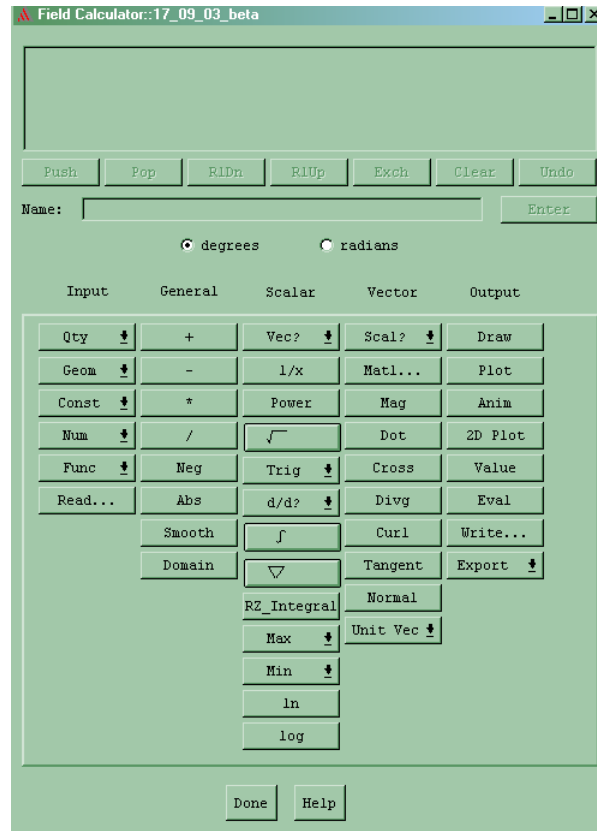 Field Calculator::17_09_03_beta
Push Pop RlDn RlUp Exch Clear Undo
Name: Enter
degrees radians
Input General Scalar Vector Output
Qty + Vec? Scal? Draw
Geom - 1/x Matl... Plot
Const * Power Mag Anim
Num / √ Dot 2D Plot
Func Neg Trig Cross Value
Read... Abs d/d? Divg Eval
Smooth ∫ Curl Write...
Domain ▽ Tangent Export
RZ_Integral Normal
Max Unit Vec
Min
ln
log
Done Help